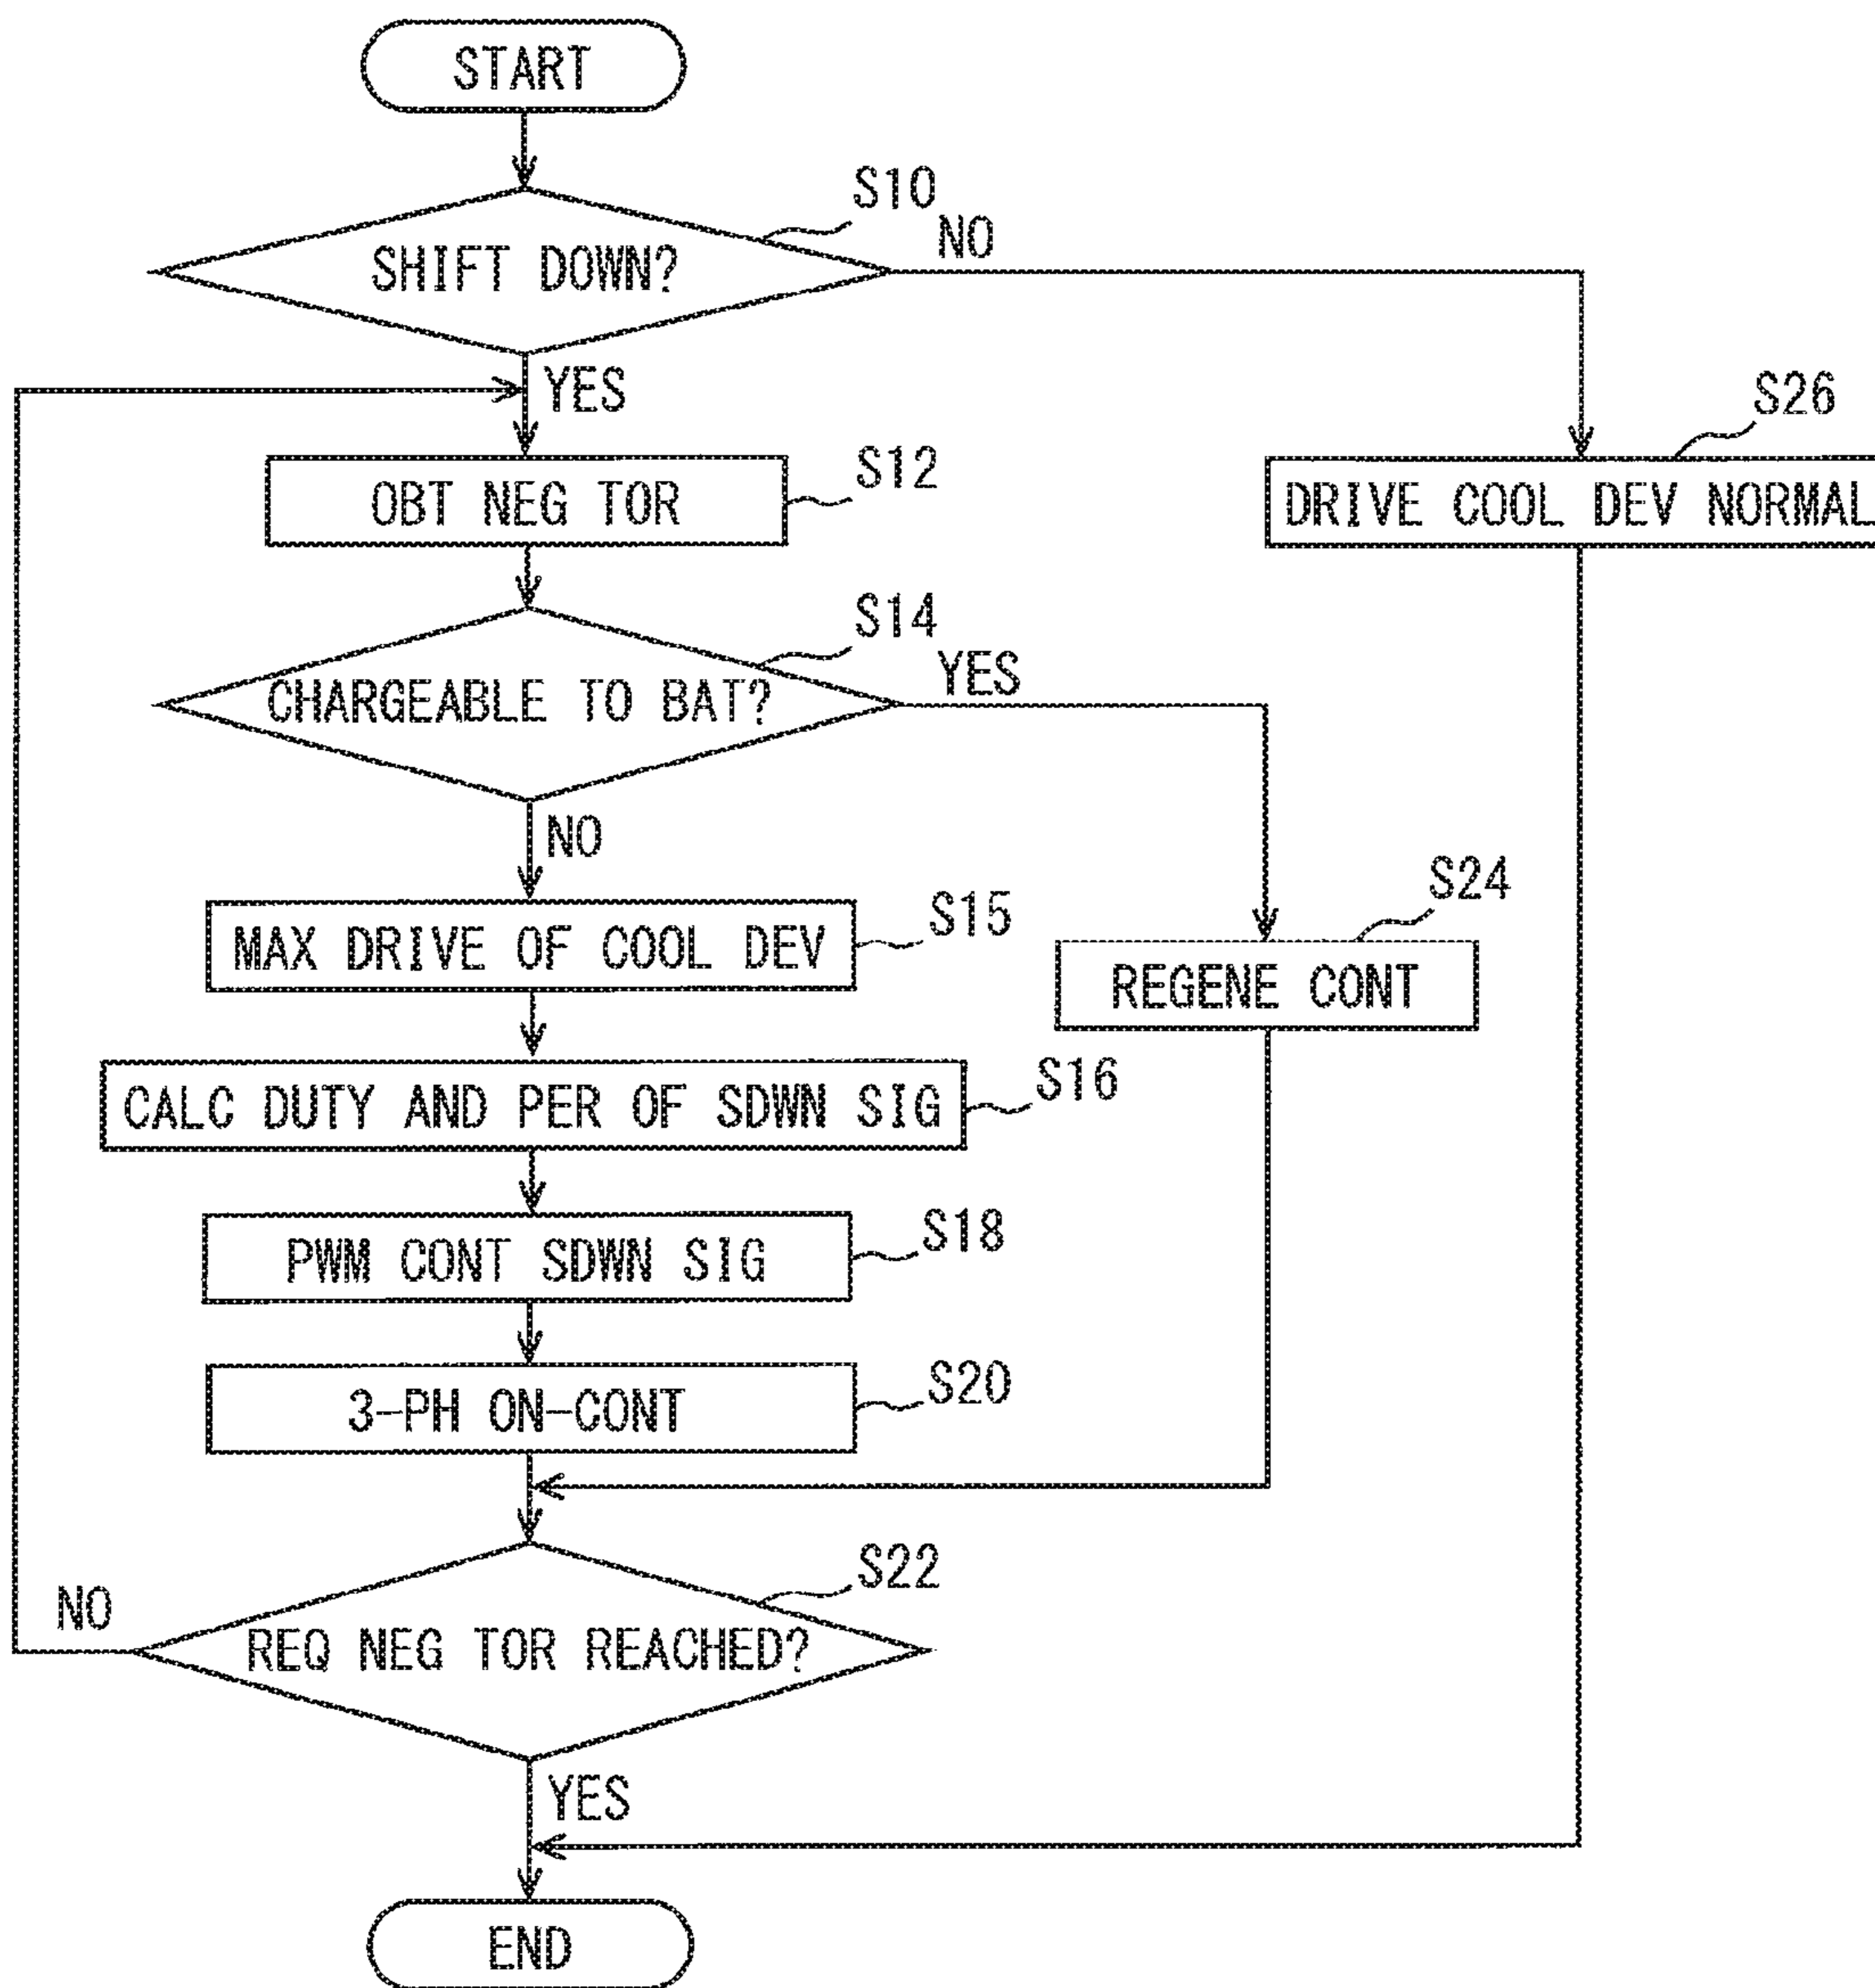 START
S10
NO
SHIFT DOWN?
YES
S26
S12
OBT NEG TOR
DRIVE COOL DEV NORMAL
S14
YES
CHARGEABLE TO BAT?
NO
S24
S15
MAX DRIVE OF COOL DEV
REGENE CONT
S16
CALC DUTY AND PER OF SDWN SIG
S18
PWM CONT SDWN SIG
S20
3-PH ON-CONT
S22
NO
REQ NEG TOR REACHED?
YES
END